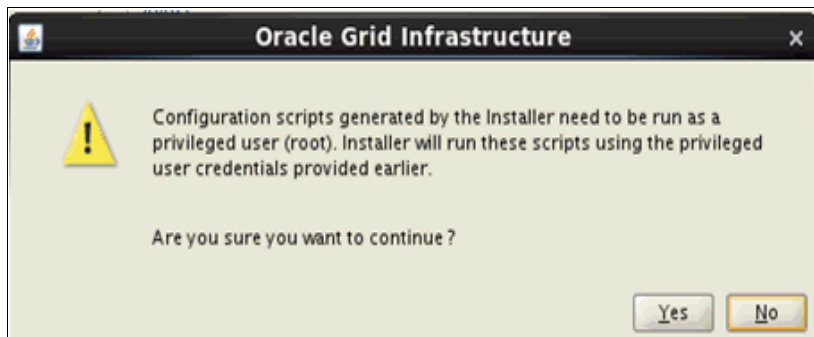 Oracle Grid Infrastructure
Configuration scripts generated by the Installer need to be run as a
privileged user (root). Installer will run these scripts using the privileged
user credentials provided earlier.
Are you sure you want to continue?
Yes No